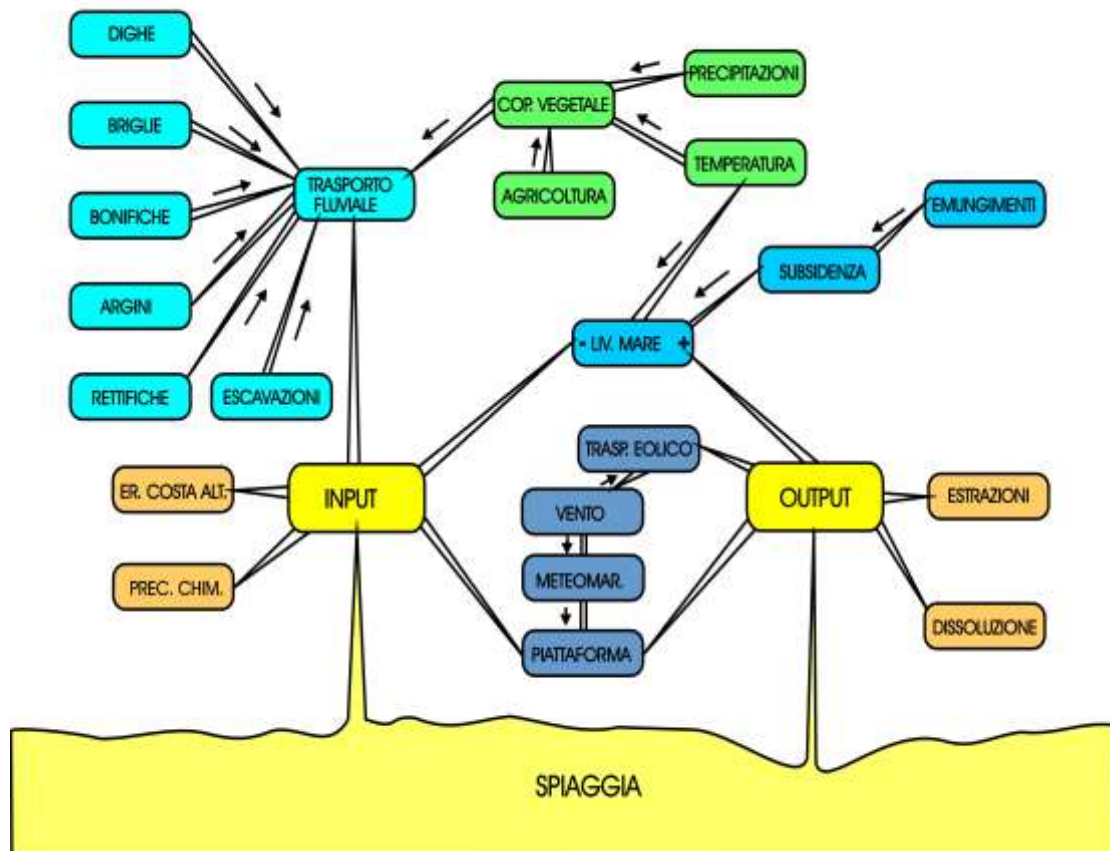 DIGHE
PRECIPITAZIONI
COP. VEGETALE
BRIGLIE
TEMPERATURA
TRASPORTO
FLUVIALE
AGRICOLTURA
BONIFICHE
EMUNGIMENTI
SUBSIDENZA
ARGINI
- LIV. MARE +
RETTIFICHE
ESCAVAZIONI
TRASP. EOLICO
ER. COSTA ALT.
INPUT
OUTPUT
ESTRAZIONI
VENTO
PREC. CHIM.
METEOMAR.
DISSOLUZIONE
PIATTAFORMA
SPIAGGIA